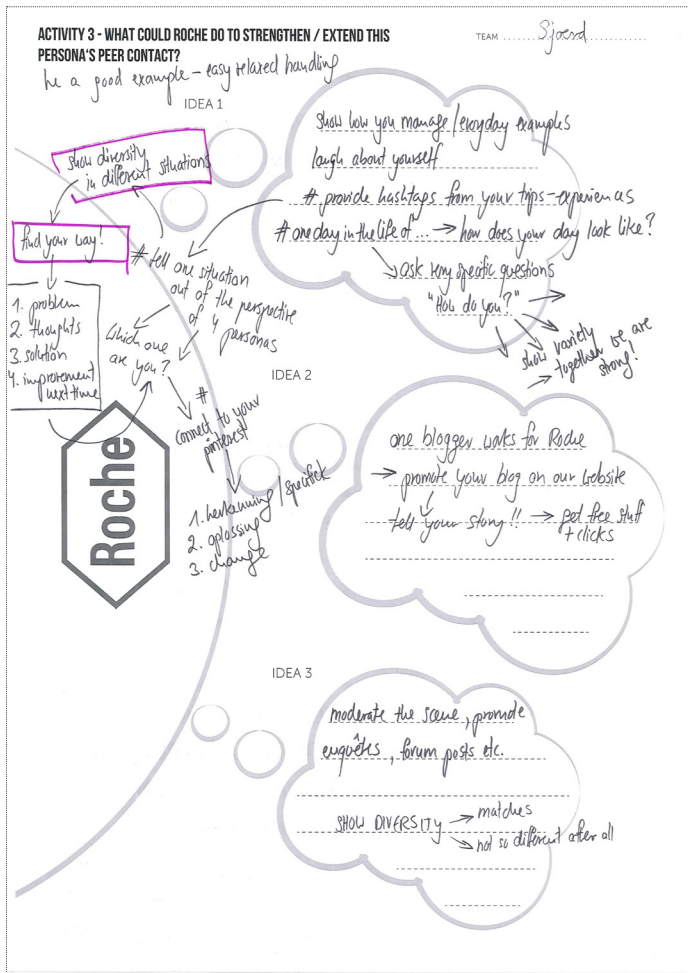 ACTIVITY 3 - WHAT COULD ROCHE DO TO STRENGTHEN / EXTEND THIS
PERSONA'S PEER CONTACT?
TEAM Sjoerd
be a good example - easy relaxed handling
IDEA 1
show how you manage / everyday examples
laugh about yourself
# provide hashtags from your trips - experiences
# one day in the life of ... → how does your day look like?
ask very specific questions
"How do you?"
show variety
together we are
strong!
show diversity
in different situations
find your way!
1. problem
2. thoughts
3. solution
4. improvement
next time
# tell one situation
out of the perspective
of 4 personas
Which one
are you?
#
connect to your
pinterest
1. herkenning / specifiek
2. oplossing
3. change
Roche
IDEA 2
one blogger works for Roche
→ promote your blog on our website
tell your story!! → get free stuff
+ clicks
IDEA 3
moderate the scene, promote
enquêtes, forum posts etc.
SHOW DIVERSITY → matches
→ not so different after all